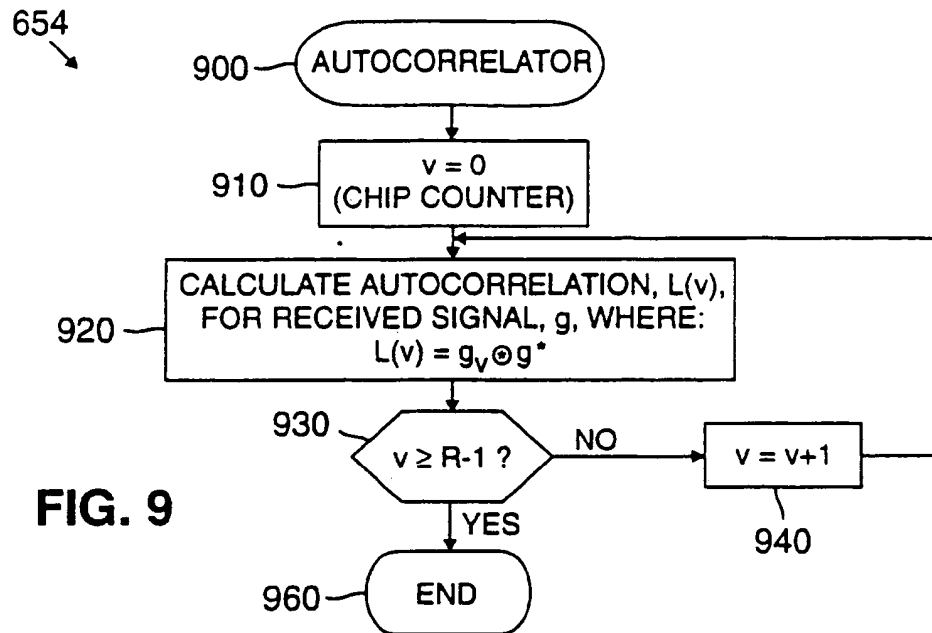 654
900
AUTOCORRELATOR
910
v = 0
(CHIP COUNTER)
920
CALCULATE AUTOCORRELATION, L(v),
FOR RECEIVED SIGNAL, g, WHERE:
L(v) = gᵥ ⊛ g*
930
v ≥ R-1 ?
NO
v = v+1
940
YES
FIG. 9
960
END